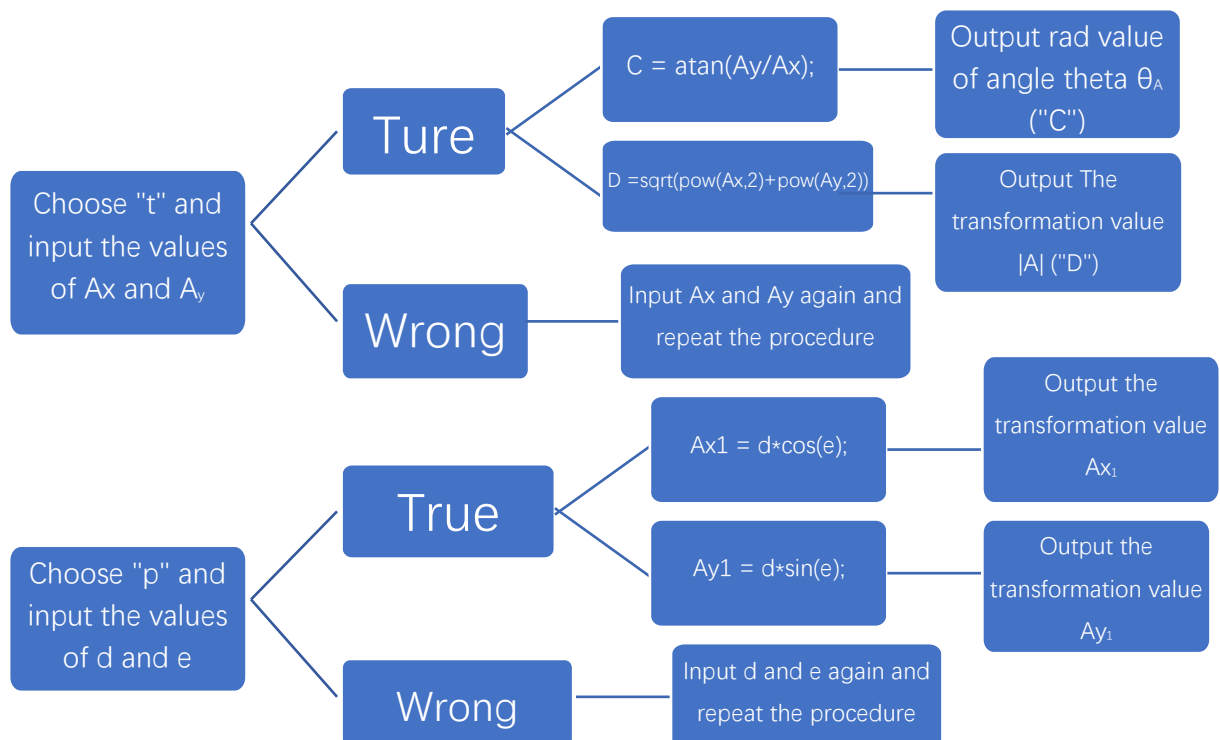 Choose "t" and
input the values
of Ax and Aᵧ
Ture
C = atan(Ay/Ax);
Output rad value
of angle theta θₐ
("C")
D =sqrt(pow(Ax,2)+pow(Ay,2))
Output The
transformation value
|A| ("D")
Wrong
Input Ax and Ay again and
repeat the procedure
Choose "p" and
input the values
of d and e
True
Ax1 = d*cos(e);
Output the
transformation value
Ax₁
Ay1 = d*sin(e);
Output the
transformation value
Ay₁
Wrong
Input d and e again and
repeat the procedure